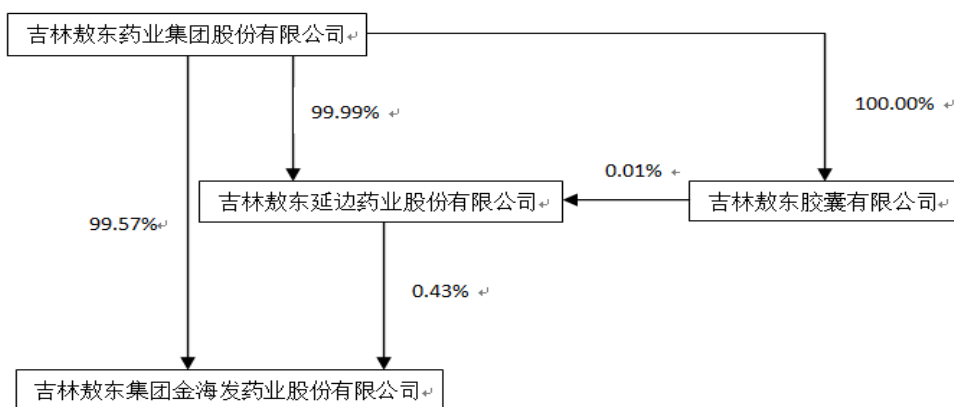 吉林敖东药业集团股份有限公司
99.99%
100.00%
0.01%
吉林敖东延边药业股份有限公司
吉林敖东胶囊有限公司
99.57%
0.43%
吉林敖东集团金海发药业股份有限公司